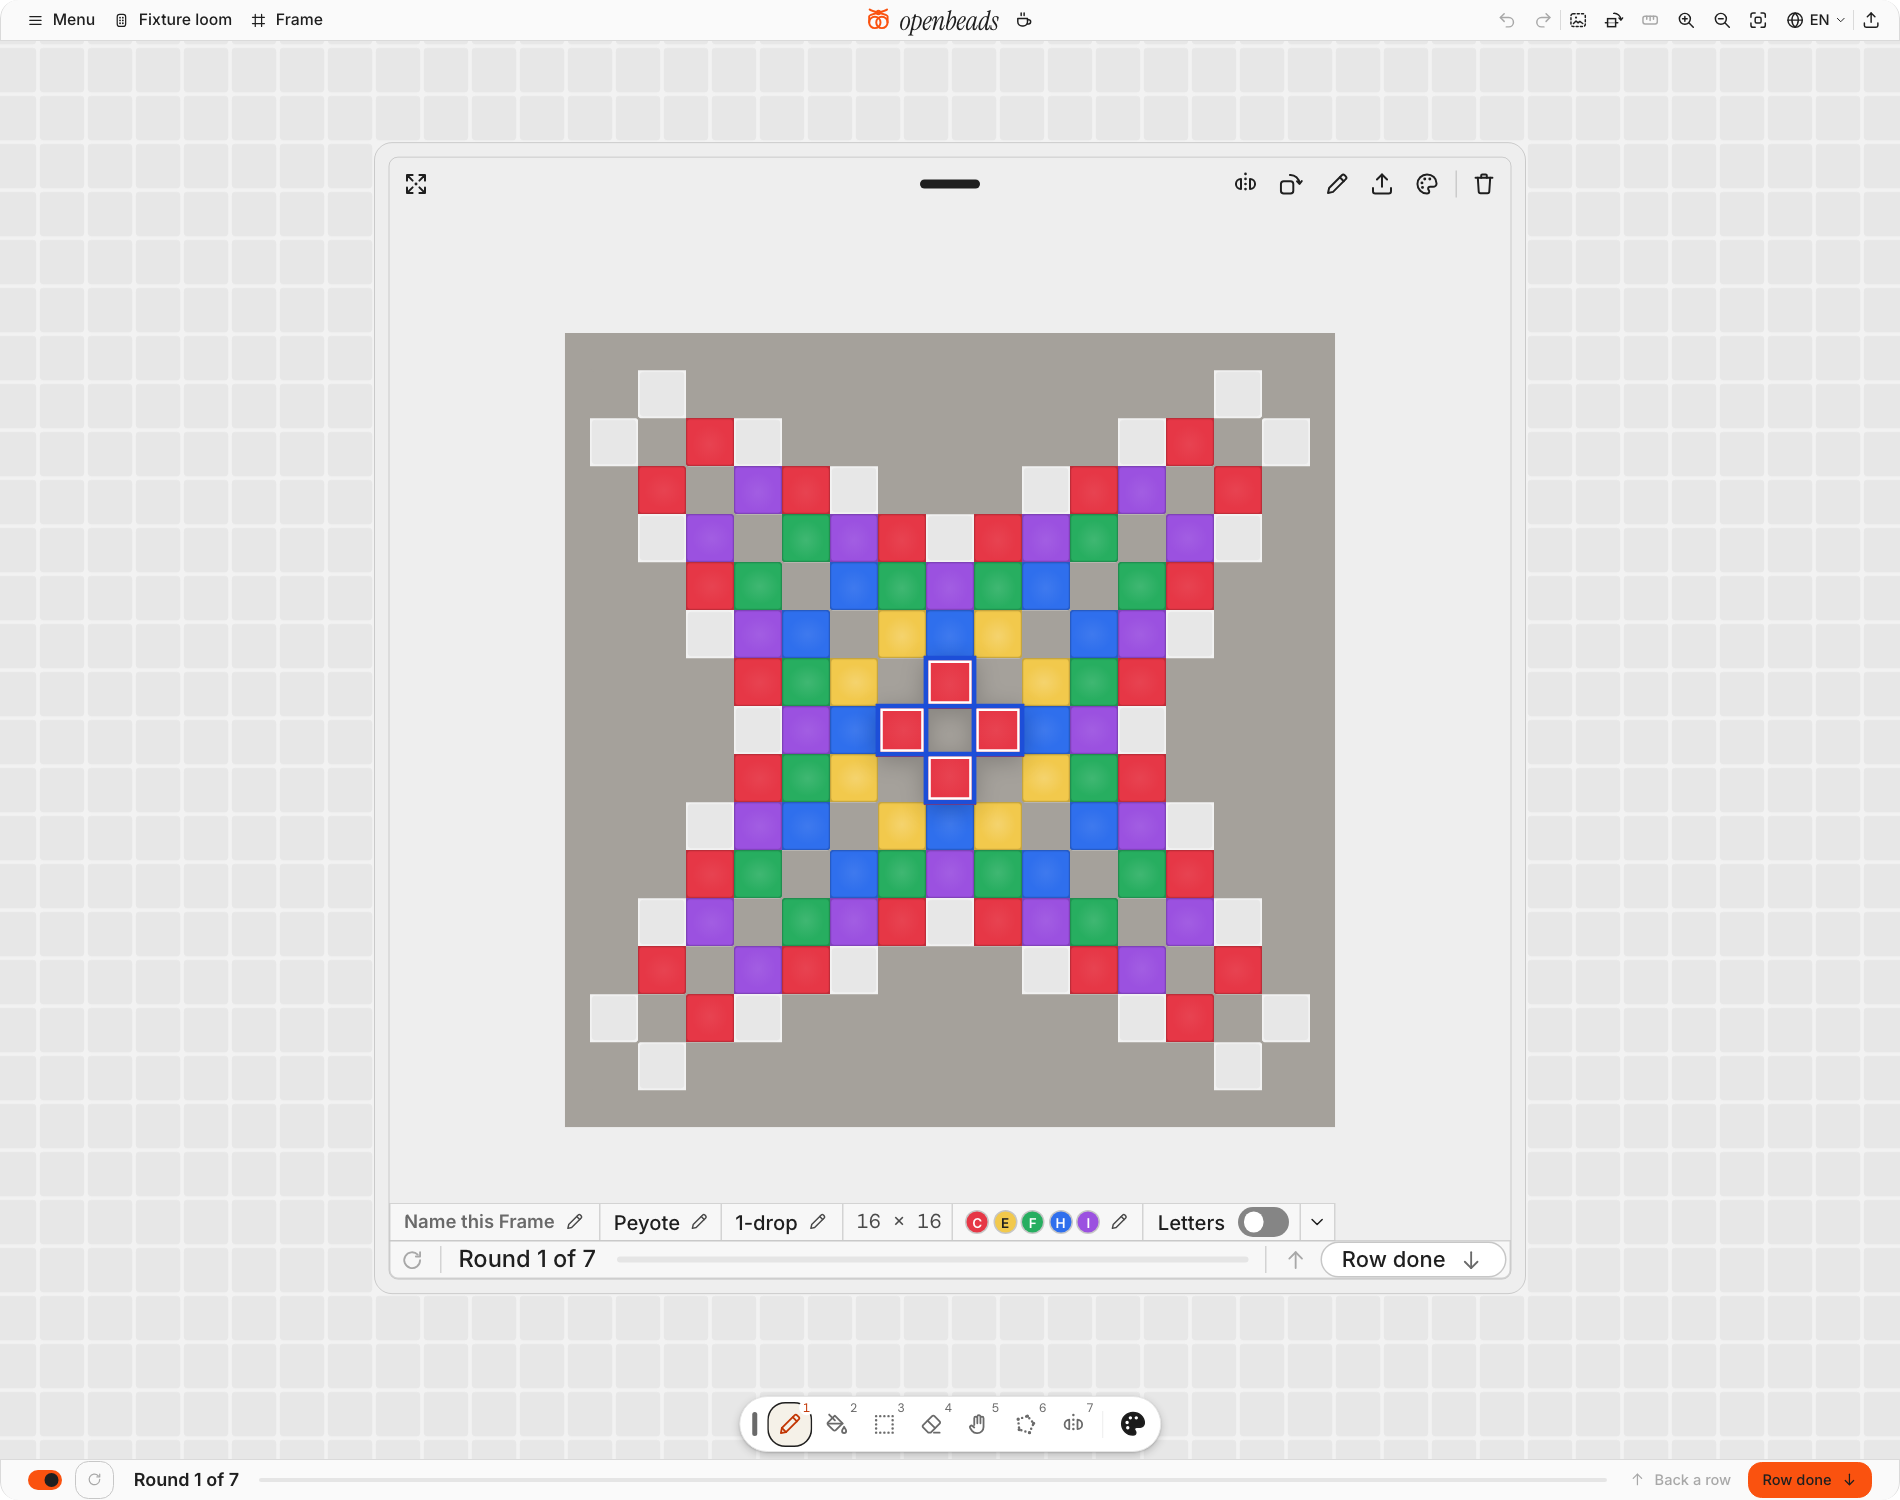 Menu Fixture loom Frame openbeads EN
Name this Frame Peyote 1-drop 16 × 16 C E F H I Letters
Round 1 of 7 Row done
1 2 3 4 5 6 7
Round 1 of 7 Back a row Row done